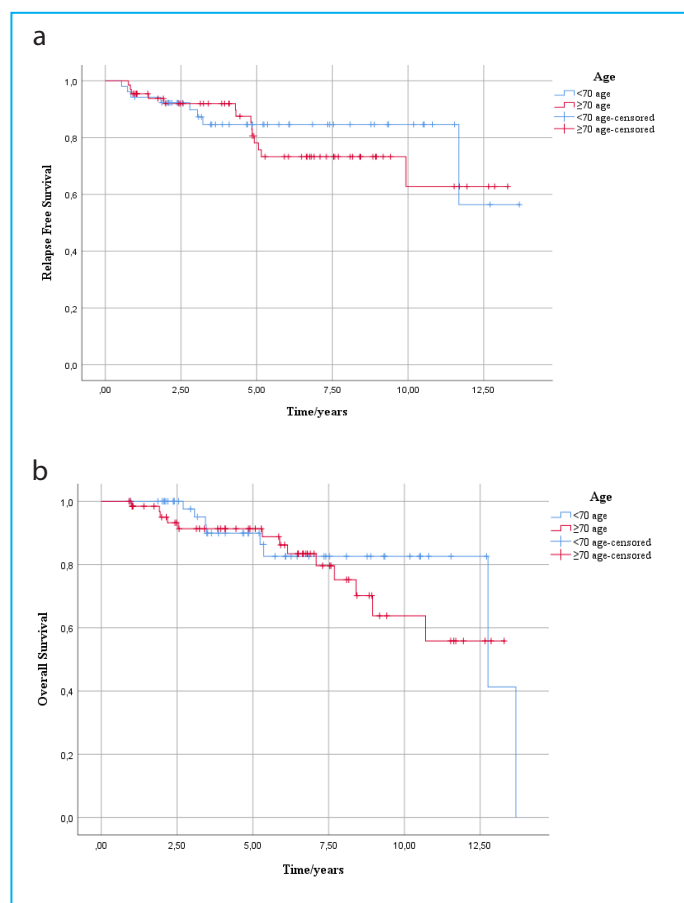 a
Age
<70 age
≥70 age
<70 age-censored
≥70 age-censored
1,0
0,8
0,6
0,4
0,2
0,0
Relapse Free Survival
,00 2,50 5,00 7,50 10,00 12,50
Time/years
b
Age
<70 age
≥70 age
<70 age-censored
≥70 age-censored
1,0
0,8
0,6
0,4
0,2
0,0
Overall Survival
,00 2,50 5,00 7,50 10,00 12,50
Time/years